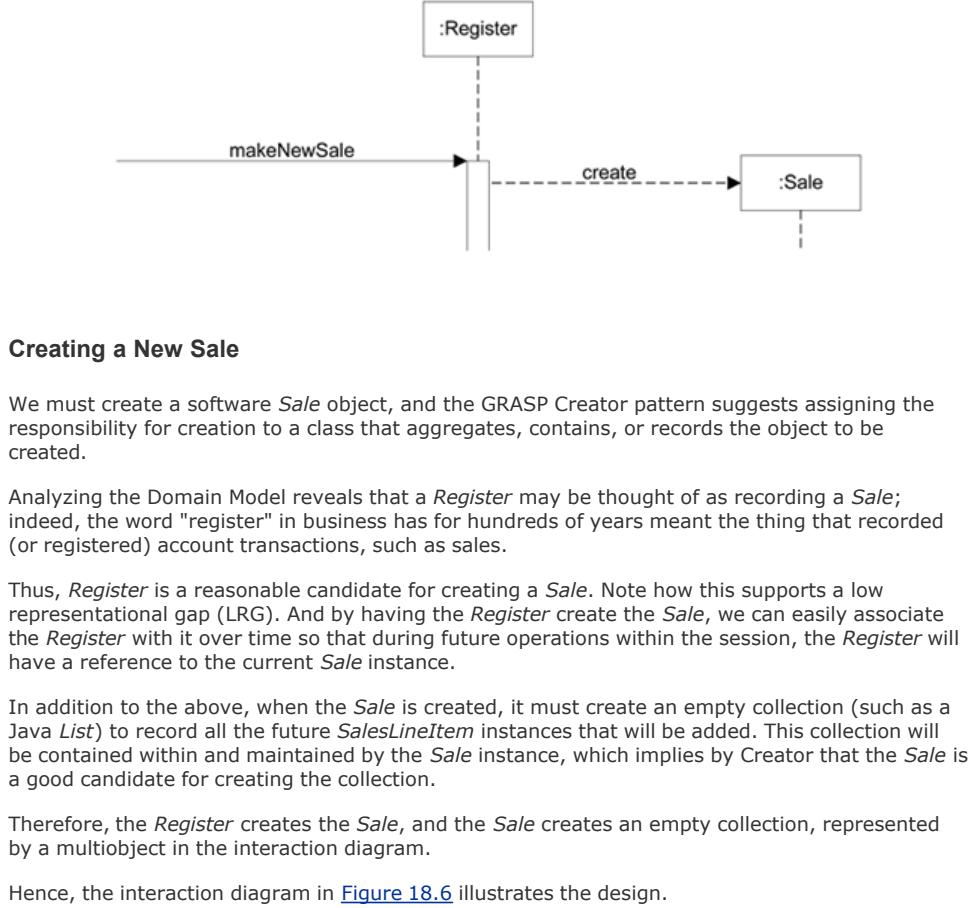 :Register
makeNewSale
create
:Sale
Creating a New Sale
We must create a software Sale object, and the GRASP Creator pattern suggests assigning the
responsibility for creation to a class that aggregates, contains, or records the object to be
created.
Analyzing the Domain Model reveals that a Register may be thought of as recording a Sale;
indeed, the word "register" in business has for hundreds of years meant the thing that recorded
(or registered) account transactions, such as sales.
Thus, Register is a reasonable candidate for creating a Sale. Note how this supports a low
representational gap (LRG). And by having the Register create the Sale, we can easily associate
the Register with it over time so that during future operations within the session, the Register will
have a reference to the current Sale instance.
In addition to the above, when the Sale is created, it must create an empty collection (such as a
Java List) to record all the future SalesLineItem instances that will be added. This collection will
be contained within and maintained by the Sale instance, which implies by Creator that the Sale is
a good candidate for creating the collection.
Therefore, the Register creates the Sale, and the Sale creates an empty collection, represented
by a multiobject in the interaction diagram.
Hence, the interaction diagram in Figure 18.6 illustrates the design.